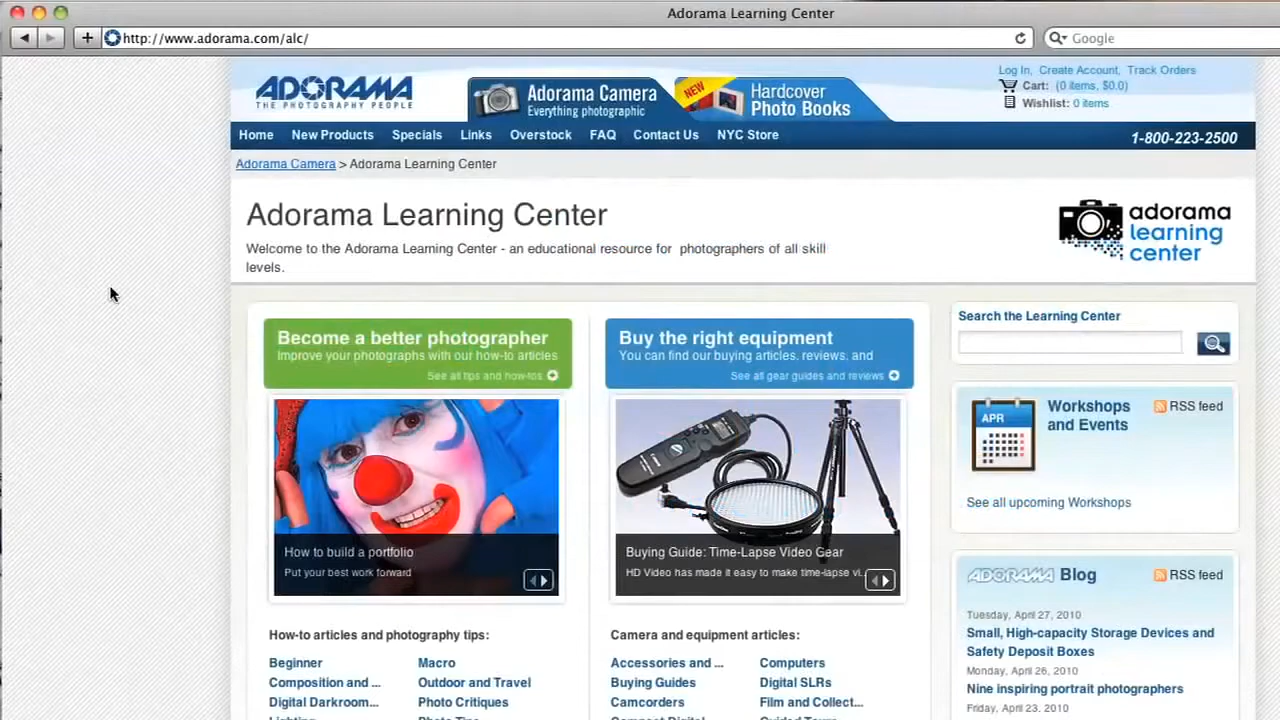 Adorama Learning Center
http://www.adorama.com/alc/
Google
ADORAMA
THE PHOTOGRAPHY PEOPLE
Adorama Camera
Everything photographic
NEW
Hardcover
Photo Books
Log In, Create Account, Track Orders
Cart: (0 items, $0.0)
Wishlist: 0 items
Home New Products Specials Links Overstock FAQ Contact Us NYC Store
1-800-223-2500
Adorama Camera > Adorama Learning Center
Adorama Learning Center
Welcome to the Adorama Learning Center - an educational resource for photographers of all skill
levels.
adorama
learning
center
Become a better photographer
Improve your photographs with our how-to articles
See all tips and how-tos
How to build a portfolio
Put your best work forward
How-to articles and photography tips:
Beginner Macro
Composition and ... Outdoor and Travel
Digital Darkroom... Photo Critiques
Lighting Photo Tips
Buy the right equipment
You can find our buying articles, reviews, and
See all gear guides and reviews
Buying Guide: Time-Lapse Video Gear
HD Video has made it easy to make time-lapse vi...
Camera and equipment articles:
Accessories and ... Computers
Buying Guides Digital SLRs
Camcorders Film and Collect...
Compact Digital Guided Tours
Search the Learning Center
APR
Workshops
and Events
RSS feed
See all upcoming Workshops
ADORAMA Blog
RSS feed
Tuesday, April 27, 2010
Small, High-capacity Storage Devices and
Safety Deposit Boxes
Monday, April 26, 2010
Nine inspiring portrait photographers
Friday, April 23, 2010